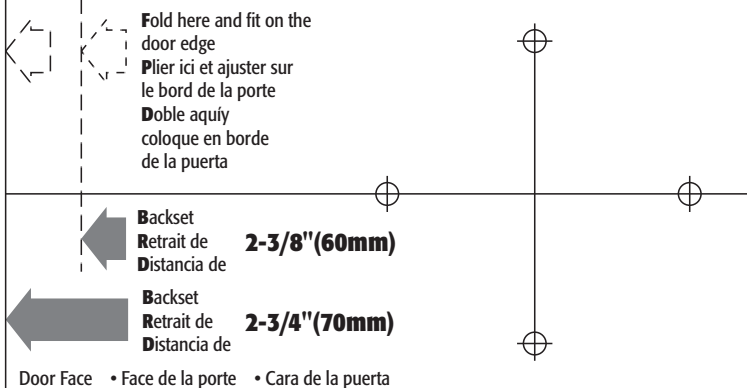 Fold here and fit on the
door edge
Plier ici et ajuster sur
le bord de la porte
Doble aquíy
coloque en borde
de la puerta
Backset
Retrait de 2-3/8"(60mm)
Distancia de
Backset
Retrait de 2-3/4"(70mm)
Distancia de
Door Face • Face de la porte • Cara de la puerta